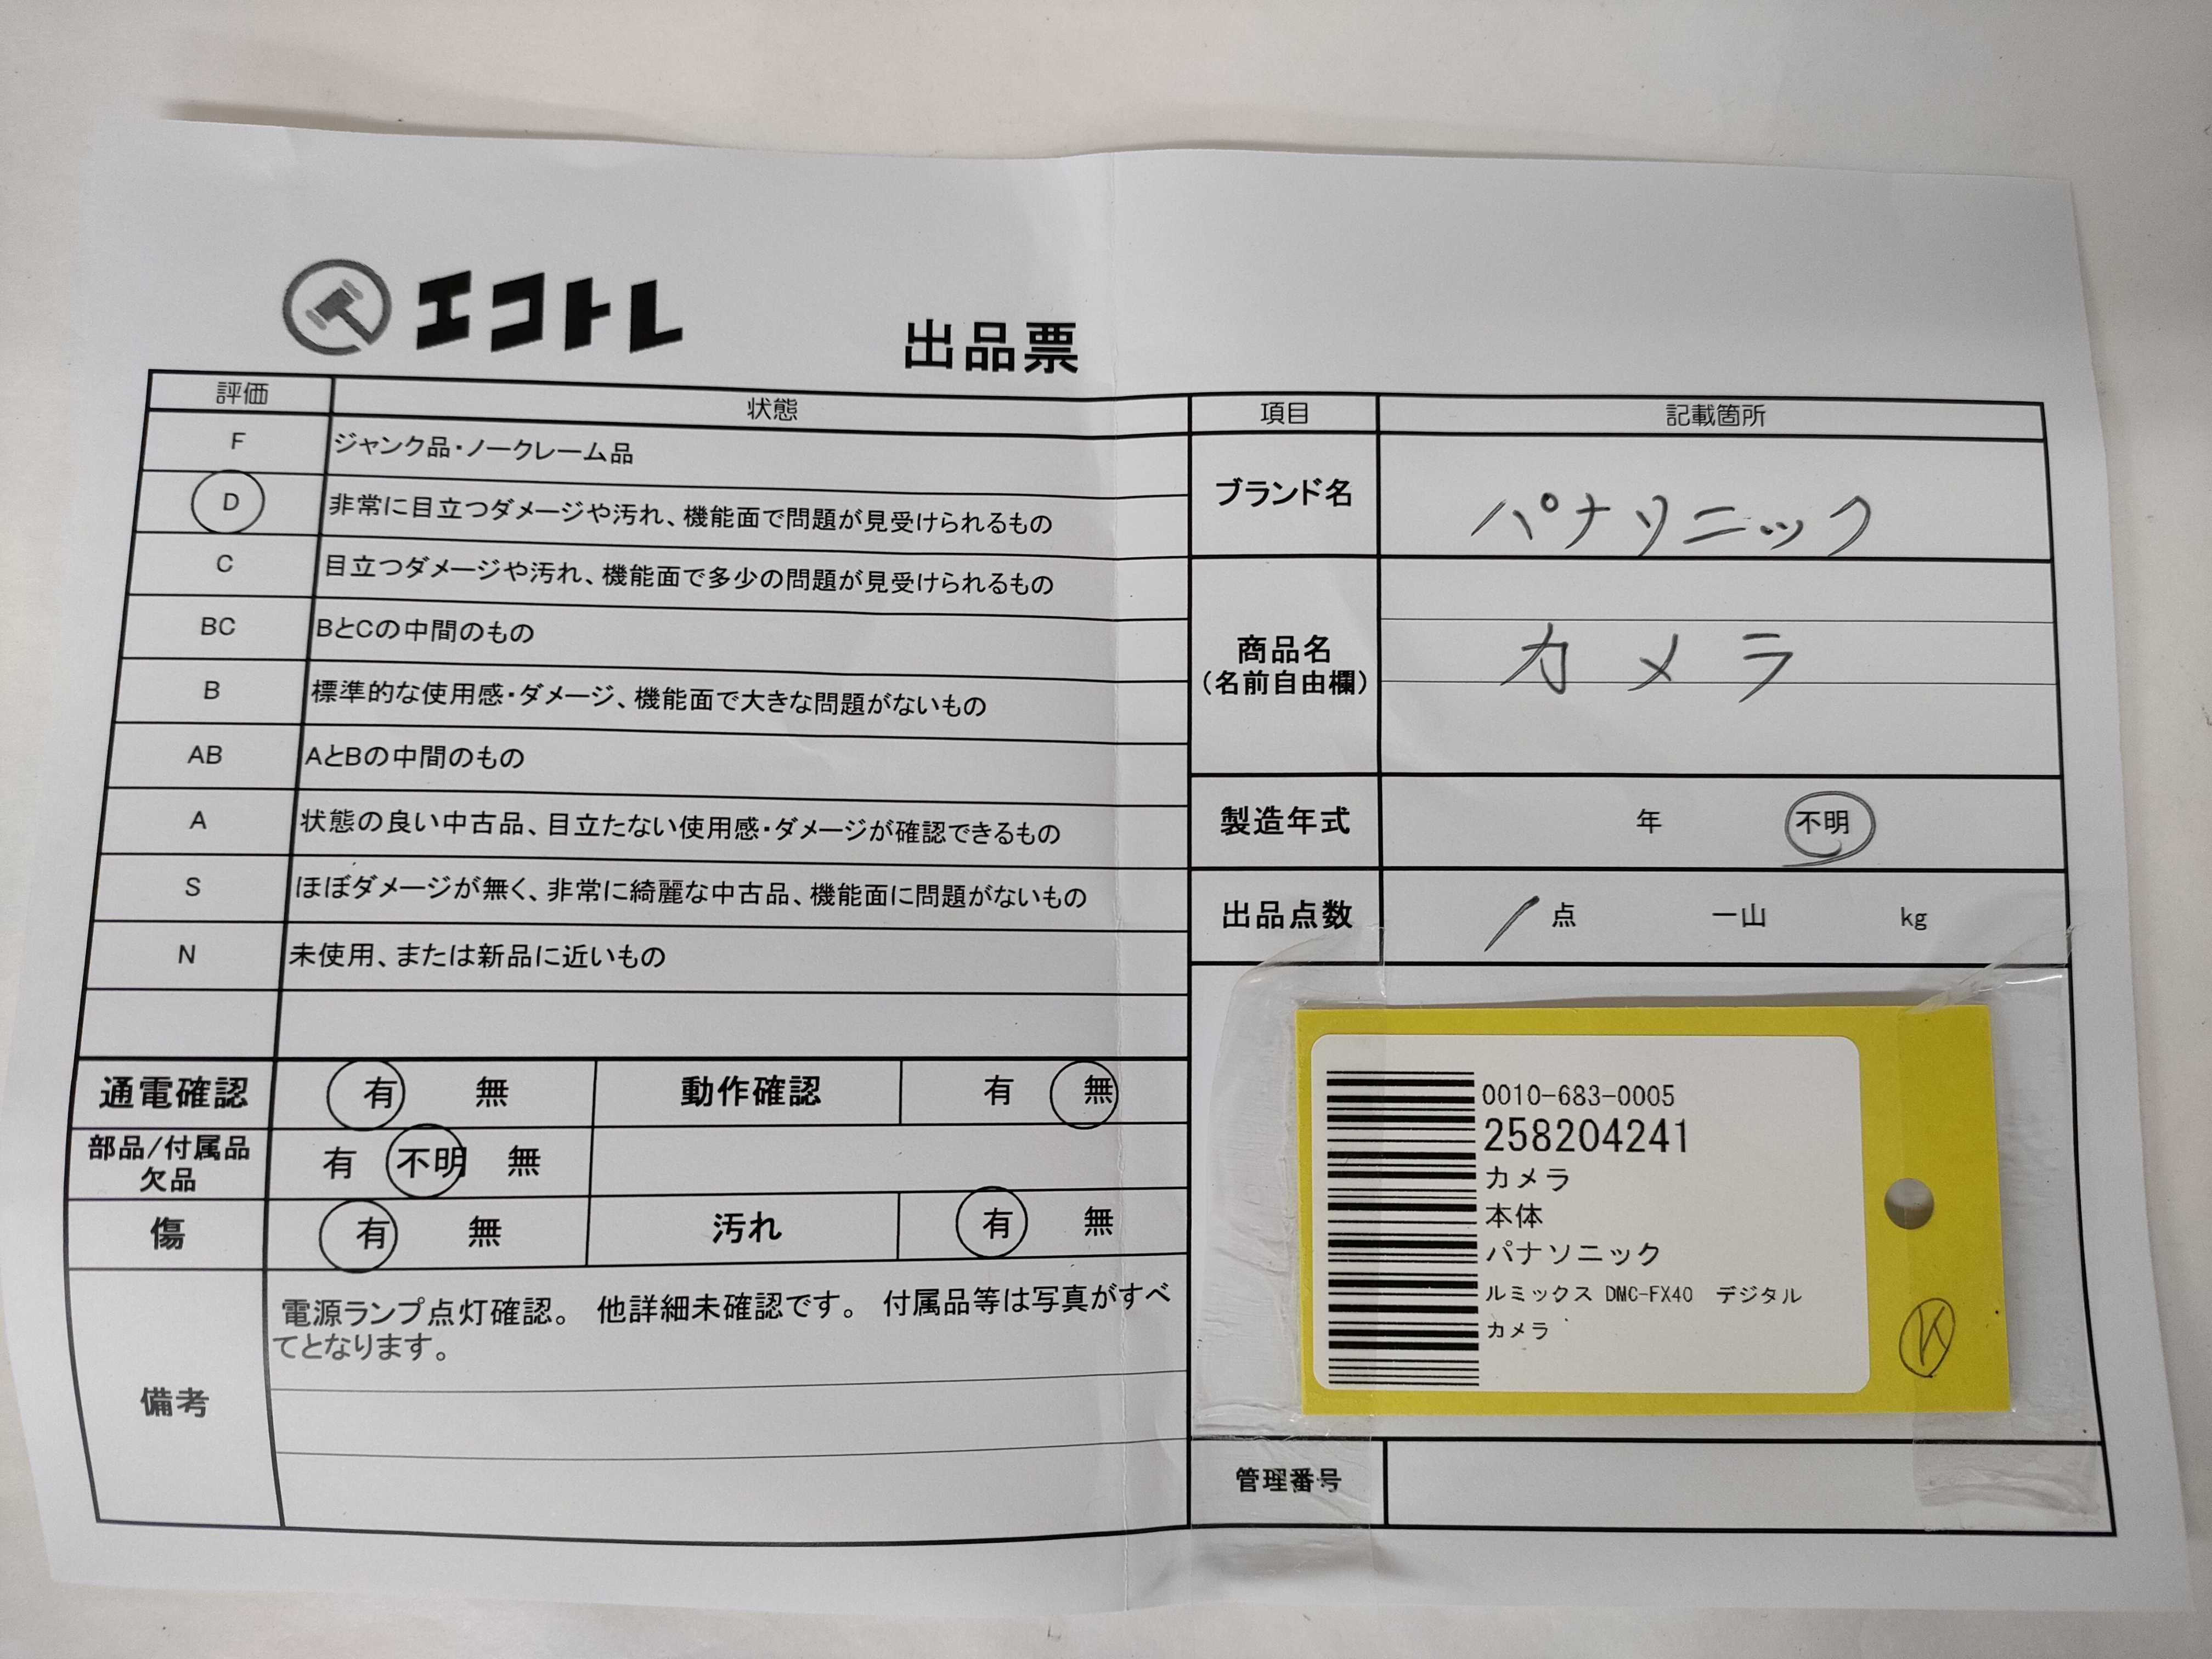 エコトレ
出品票
評価 状態
F ジャンク品・ノークレーム品
D 非常に目立つダメージや汚れ、機能面で問題が見受けられるもの
C 目立つダメージや汚れ、機能面で多少の問題が見受けられるもの
BC BとCの中間のもの
B 標準的な使用感・ダメージ、機能面で大きな問題がないもの
AB AとBの中間のもの
A 状態の良い中古品、目立たない使用感・ダメージが確認できるもの
S ほぼダメージが無く、非常に綺麗な中古品、機能面に問題がないもの
N 未使用、または新品に近いもの
通電確認 有 無 動作確認 有 無
部品/付属品
欠品
有 不明 無
傷 有 無 汚れ 有 無
備考
電源ランプ点灯確認。 他詳細未確認です。 付属品等は写真がすべ
てとなります。
項目 記載箇所
ブランド名 パナソニック
商品名
(名前自由欄)
カメラ
製造年式 年 不明
出品点数 1 点 一山 kg
0010-683-0005
258204241
カメラ
本体
パナソニック
ルミックス DMC-FX40 デジタル
カメラ
K
管理番号